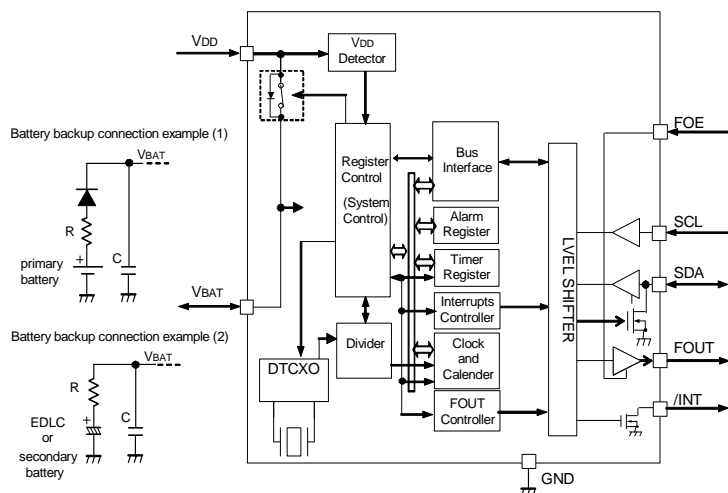 VDD
VDD
Detector
Battery backup connection example (1)
VBAT
R
+
C
primary
battery
VBAT
Battery backup connection example (2)
VBAT
R
+
C
EDLC
or
secondary
battery
Register
Control
(System
Control)
Divider
DTCXO
Bus
Interface
Alarm
Register
Timer
Register
Interrupts
Controller
Clock
and
Calender
FOUT
Controller
LVEL SHIFTER
FOE
SCL
SDA
FOUT
/INT
GND